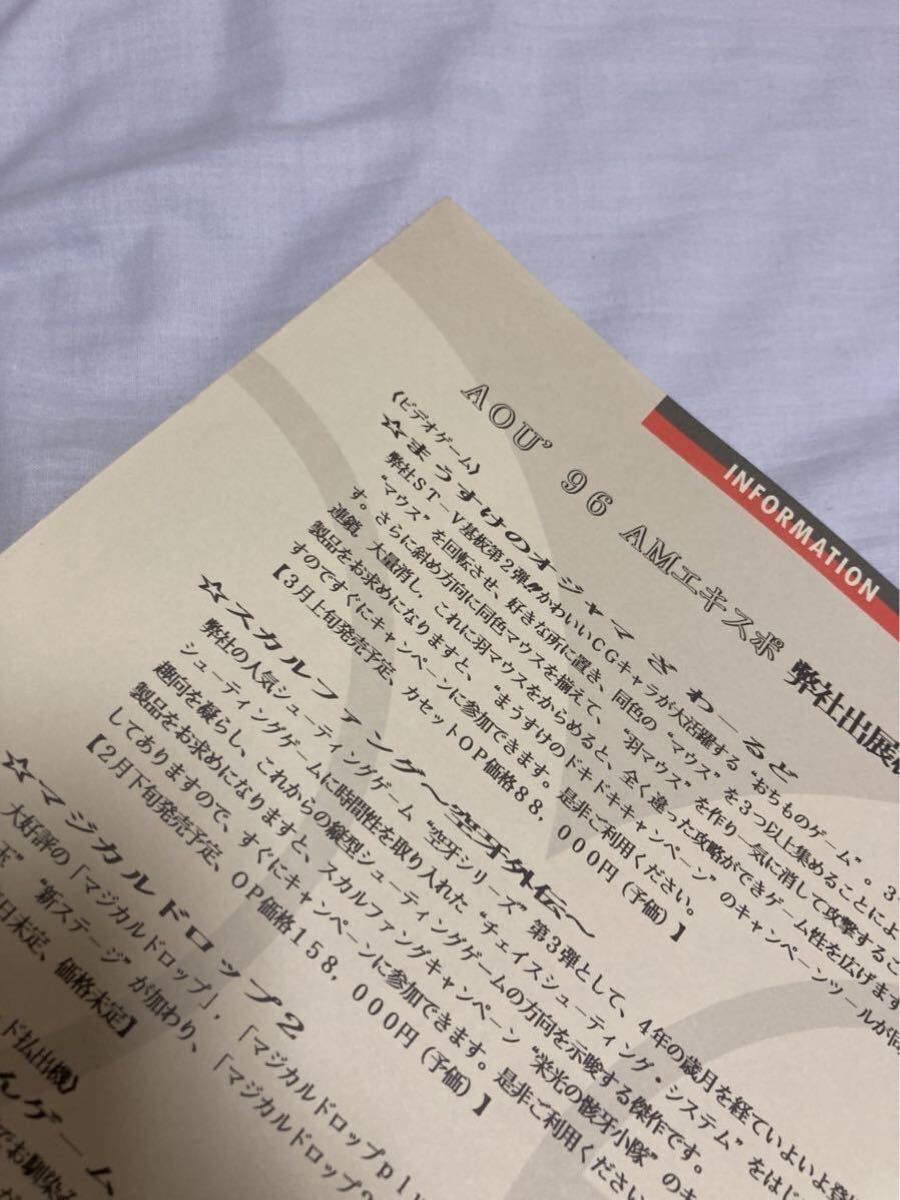 INFORMATION
AOU’96 AMエキスポ 弊社出展
(ビデオゲーム)
☆まうすけのオジャマざわーるど
弊社ST-V基板第2弾!!かわいいCGキャラが大活躍する“おちものゲーム”。3
“マウス”を回転させ、好きな所に置き、同色の“マウス”を3つ以上集めることによ
す。さらに斜め方向に同色マウスを揃えて、“羽マウス”を作り一気に消して攻撃するこ
連鎖、大量消し、これに羽マウスをからめると、全く違った攻略ができゲーム性を広げます
製品をお求めになりますと、“まうすけのドキドキキャンペーン”のキャンペーンツールが同
すのですぐにキャンペーンに参加できます。是非ご利用ください。
【3月上旬発売予定、カセットOP価格88,000円(予価)】
☆スカルファング〜空牙外伝〜
弊社の人気シューティングゲーム“空牙シリーズ”第3弾として、4年の歳月を経ていよいよ登
シューティングゲームに時間性を取り入れた“チェイスシューティング・システム”をはじ
趣向を凝らし、これからの縦型シューティングゲームの方向を示唆する傑作です。
製品をお求めになりますと、スカルファングキャンペーン“栄光の骸牙小隊”のキ
してありますので、すぐにキャンペーンに参加できます。是非ご利用ください
【2月下旬発売予定、OP価格158,000円(予価)】
☆マジカルドロップ2
大好評の「マジカルドロップ」,「マジカルドロップpl
玉”“新ステージ”が加わり、「マジカルドロップ
日未定、価格未定】
ド払出機)
んゲーム
でお馴染み